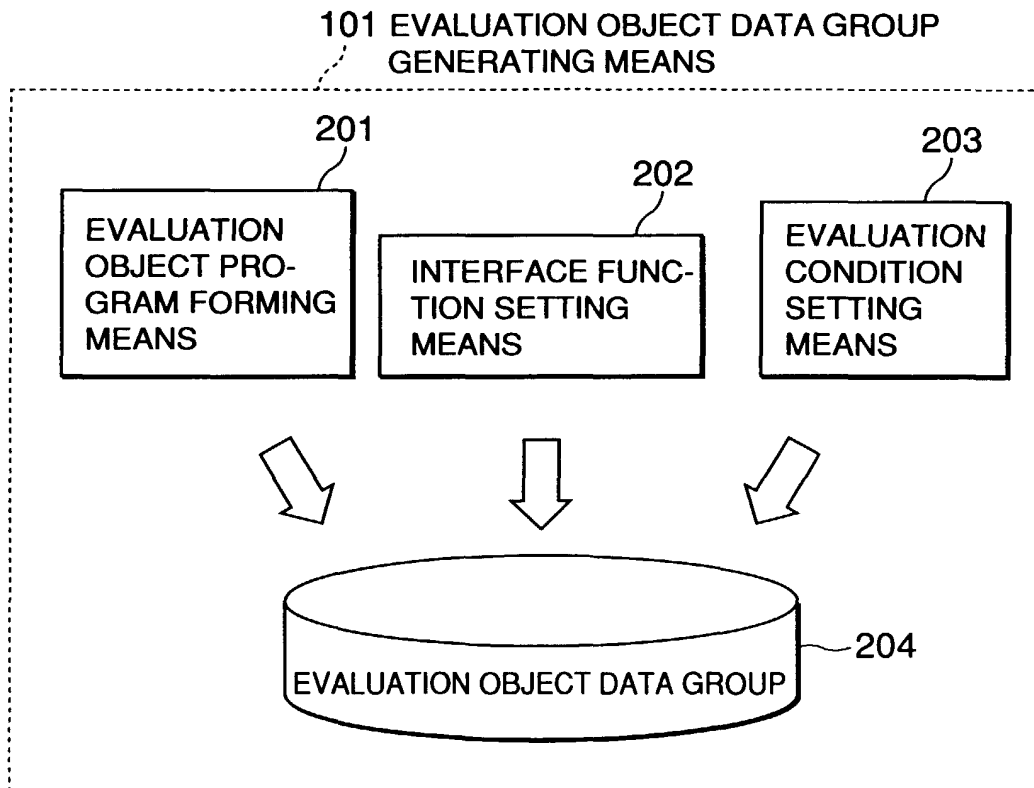 101 EVALUATION OBJECT DATA GROUP
GENERATING MEANS
201
202
203
EVALUATION
OBJECT PRO-
GRAM FORMING
MEANS
INTERFACE FUNC-
TION SETTING
MEANS
EVALUATION
CONDITION
SETTING
MEANS
204
EVALUATION OBJECT DATA GROUP